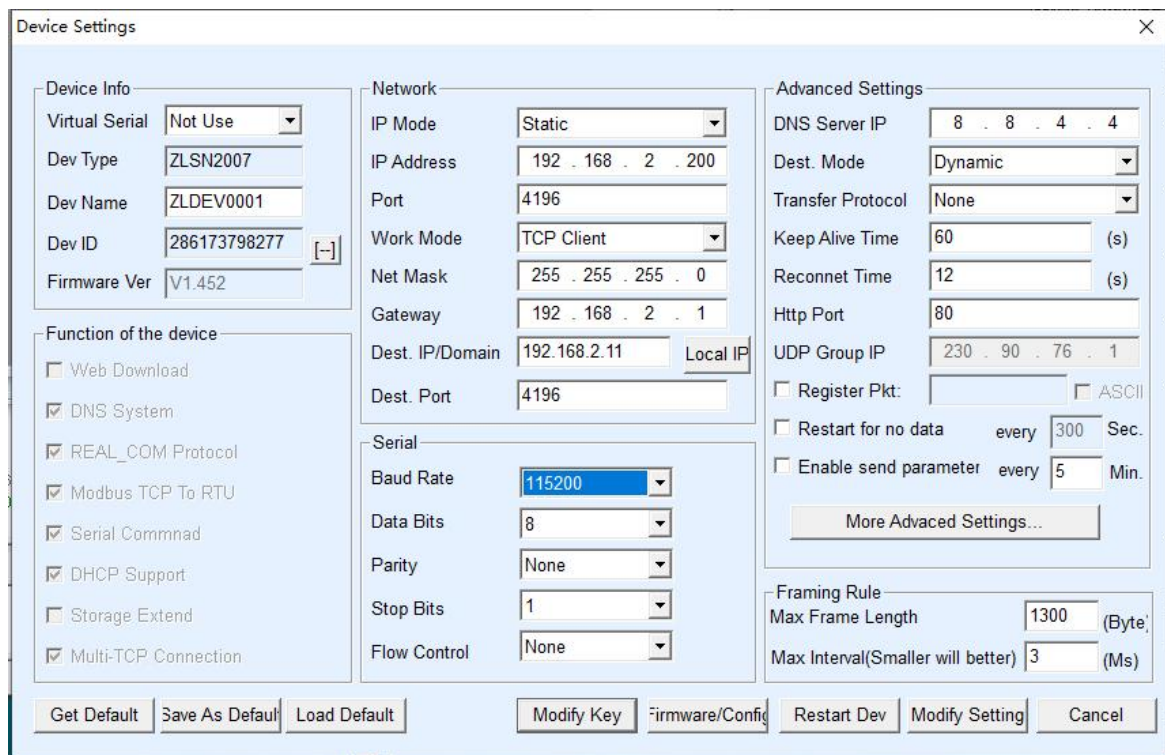 Device Settings
Device Info
Virtual Serial Not Use
Dev Type ZLSN2007
Dev Name ZLDEV0001
Dev ID 286173798277 [--]
Firmware Ver V1.452
Function of the device
Web Download
DNS System
REAL_COM Protocol
Modbus TCP To RTU
Serial Commnad
DHCP Support
Storage Extend
Multi-TCP Connection
Network
IP Mode Static
IP Address 192 . 168 . 2 . 200
Port 4196
Work Mode TCP Client
Net Mask 255 . 255 . 255 . 0
Gateway 192 . 168 . 2 . 1
Dest. IP/Domain 192.168.2.11 Local IP
Dest. Port 4196
Serial
Baud Rate 115200
Data Bits 8
Parity None
Stop Bits 1
Flow Control None
Advanced Settings
DNS Server IP 8 . 8 . 4 . 4
Dest. Mode Dynamic
Transfer Protocol None
Keep Alive Time 60 (s)
Reconnet Time 12 (s)
Http Port 80
UDP Group IP 230 . 90 . 76 . 1
Register Pkt: ASCII
Restart for no data every 300 Sec.
Enable send parameter every 5 Min.
More Advaced Settings...
Framing Rule
Max Frame Length 1300 (Byte)
Max Interval(Smaller will better) 3 (Ms)
Get Default Save As Defaul Load Default Modify Key Firmware/Config Restart Dev Modify Setting Cancel